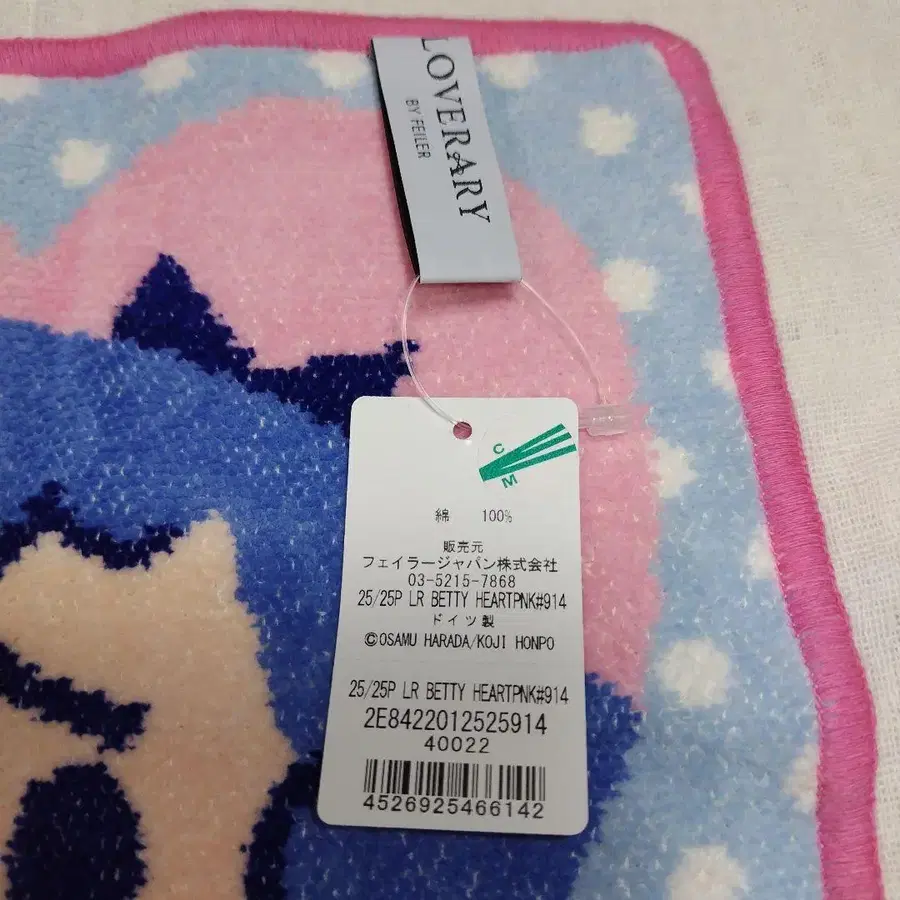 LOVERARY
BY FEILER
C
M
綿 100%
販売元
フェイラージャパン株式会社
03-5215-7868
25/25P LR BETTY HEARTPNK#914
ドイツ製
©OSAMU HARADA/KOJI HONPO
25/25P LR BETTY HEARTPNK#914
2E8422012525914
40022
4526925466142